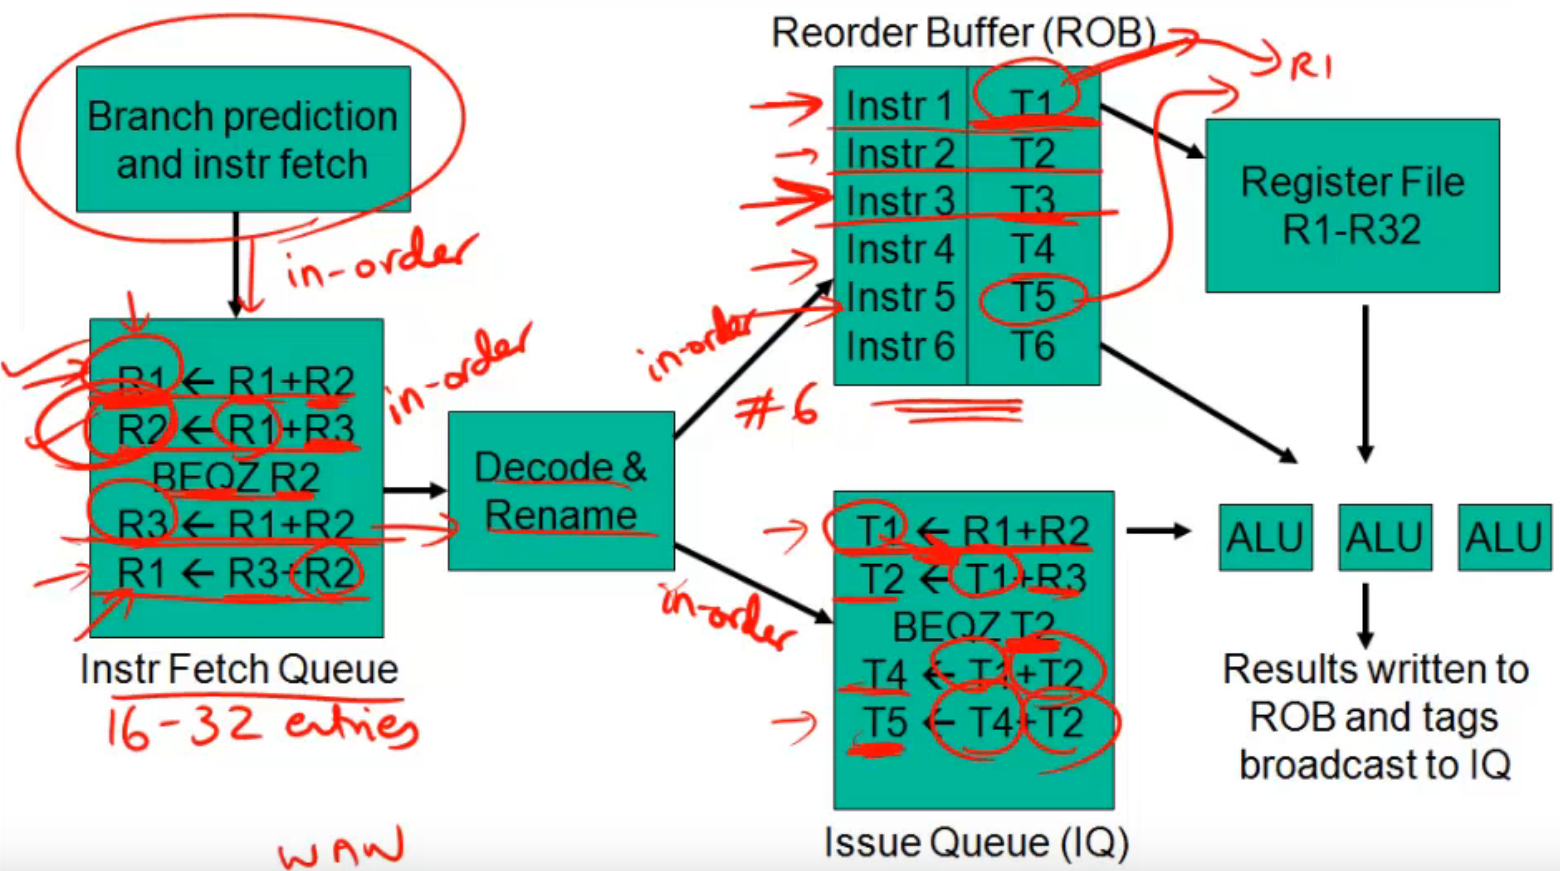 Reorder Buffer (ROB)
Branch prediction
and instr fetch
in-order
Instr 1 T1
Instr 2 T2
Instr 3 T3
Instr 4 T4
Instr 5 T5
Instr 6 T6
R1
Register File
R1-R32
R1 ← R1+R2
R2 ← R1+R3
BEQZ R2
R3 ← R1+R2
R1 ← R3+R2
Instr Fetch Queue
16-32 entries
in-order
Decode &
Rename
in-order
#6
in-order
T1 ← R1+R2
T2 ← T1+R3
BEQZ T2
T4 ← T1+T2
T5 ← T4+T2
Issue Queue (IQ)
ALU ALU ALU
Results written to
ROB and tags
broadcast to IQ
WAW